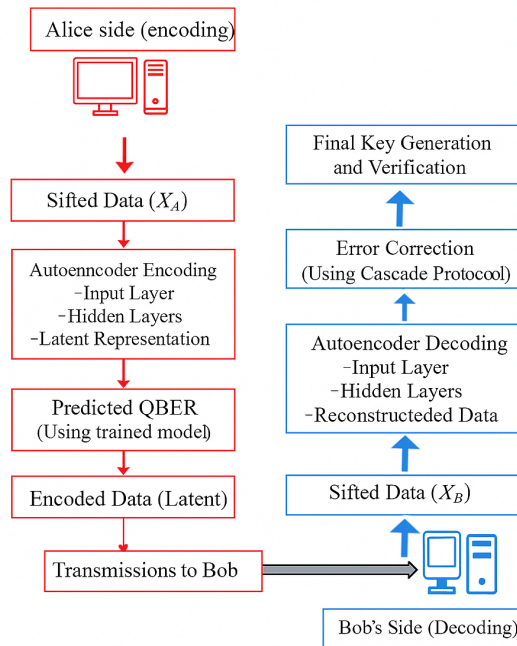 Alice side (encoding)
Sifted Data (X_A)
Autoenncoder Encoding
–Input Layer
–Hidden Layers
–Latent Representation
Predicted QBER
(Using trained model)
Encoded Data (Latent)
Transmissions to Bob
Final Key Generation
and Verification
Error Correction
(Using Cascade Protocool)
Autoencoder Decoding
–Input Layer
–Hidden Layers
–Reconstructeded Data
Sifted Data (X_B)
Bob's Side (Decoding)